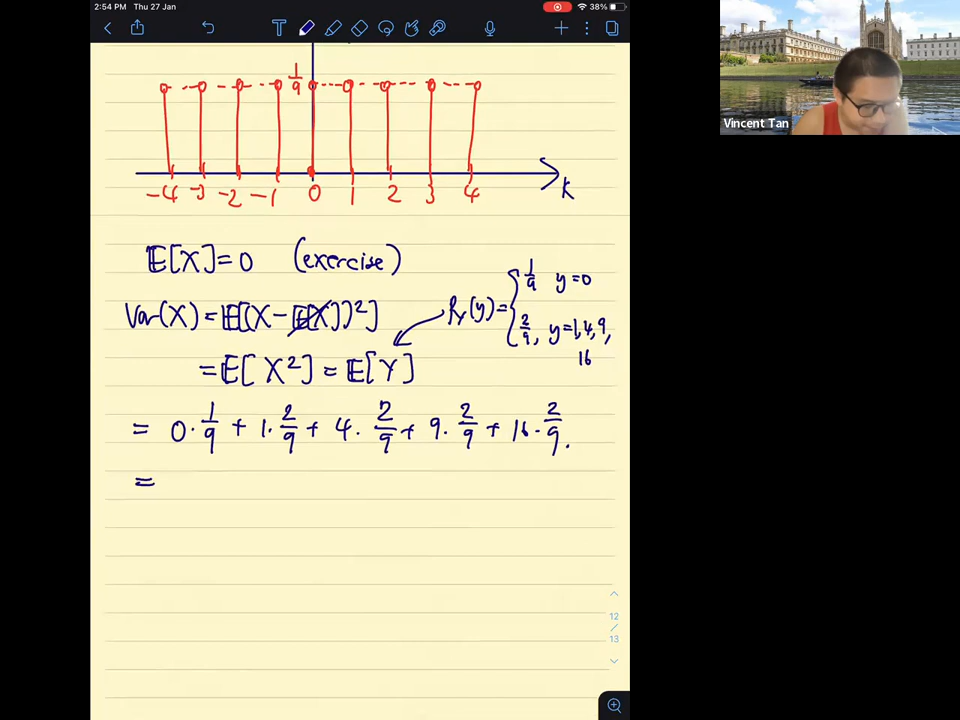 2:54 PM Thu 27 Jan
38%
T
1/9
-4 -3 -2 -1 0 1 2 3 4 k
E[X]=0 (exercise)
Var(X) = E[(X - E[X])²]
P_Y(y) = { 1/9 y=0
2/9, y=1,4,9,
16
= E[X²] = E[Y]
= 0·1/9 + 1·2/9 + 4·2/9 + 9·2/9 + 16·2/9.
=
12
/
13
Vincent Tan